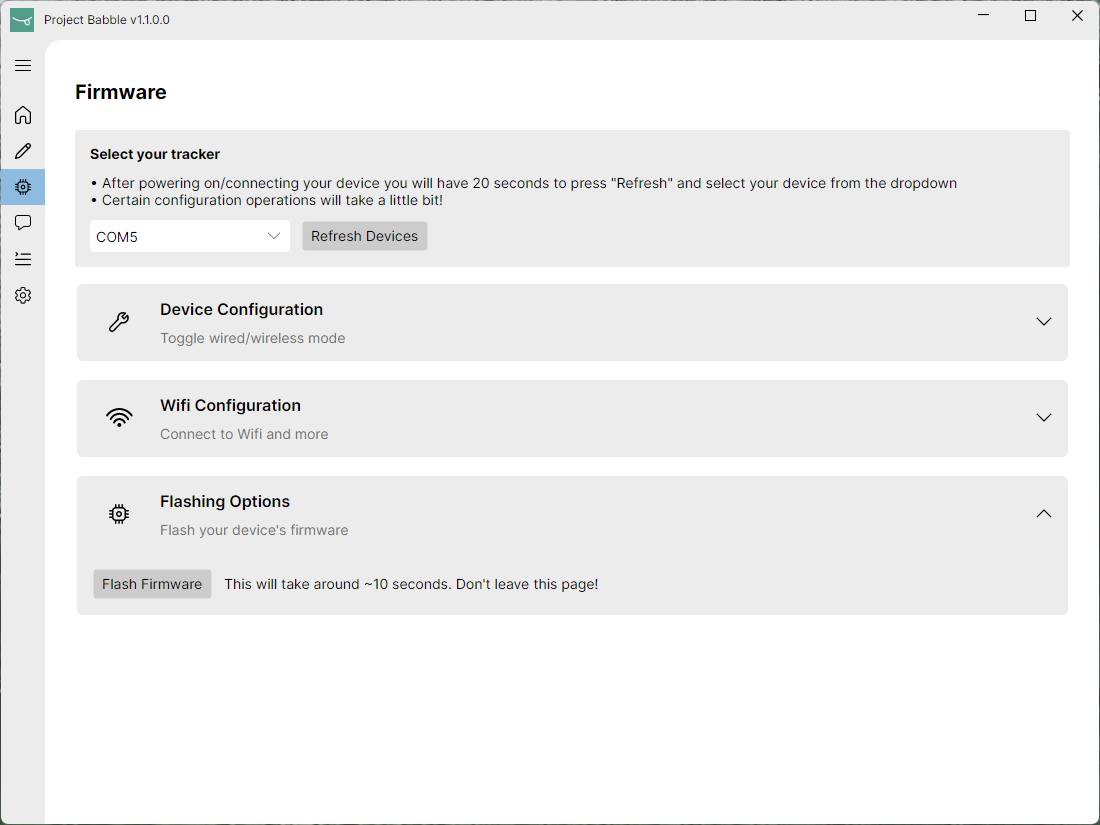 Project Babble v1.1.0.0
Firmware
Select your tracker
• After powering on/connecting your device you will have 20 seconds to press "Refresh" and select your device from the dropdown
• Certain configuration operations will take a little bit!
COM5
Refresh Devices
Device Configuration
Toggle wired/wireless mode
Wifi Configuration
Connect to Wifi and more
Flashing Options
Flash your device's firmware
Flash Firmware
This will take around ~10 seconds. Don't leave this page!